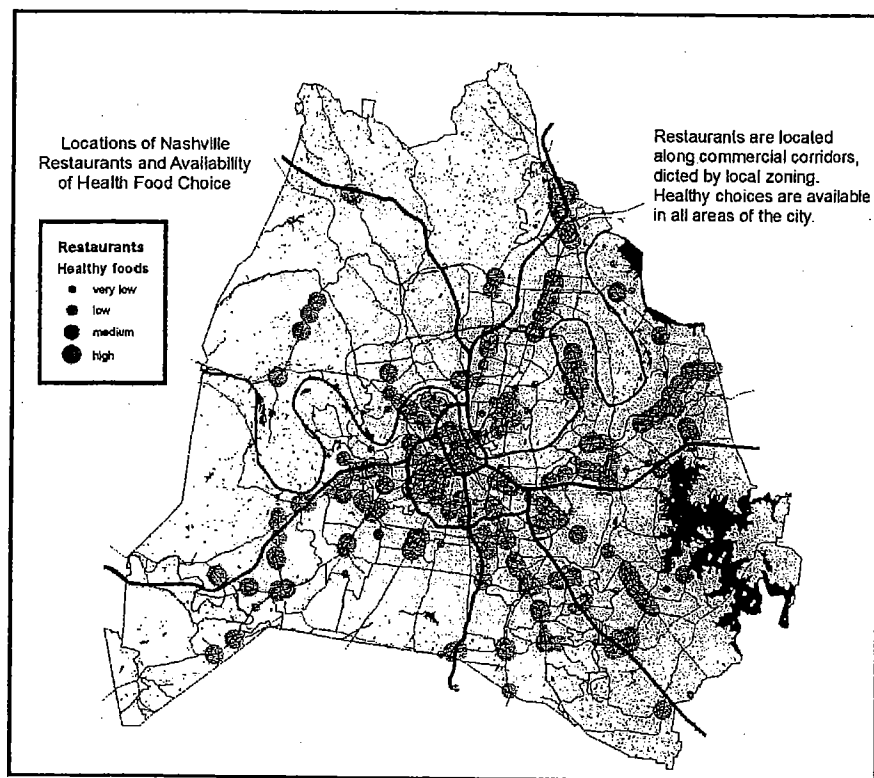 Locations of Nashville
Restaurants and Availability
of Health Food Choice
Restaurants are located
along commercial corridors,
dicted by local zoning.
Healthy choices are available
in all areas of the city.
Restaurants
Healthy foods
very low
low
medium
high